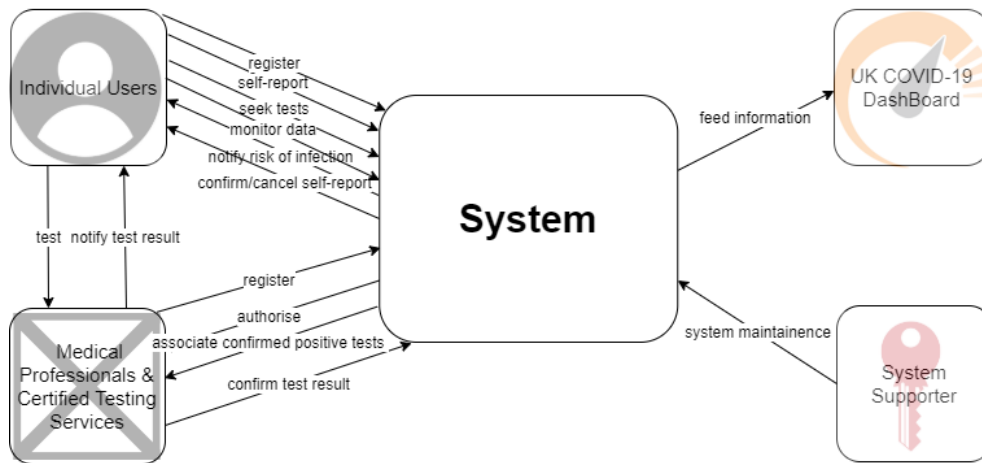 Individual Users
register
self-report
seek tests
monitor data
notify risk of infection
confirm/cancel self-report
System
feed information
UK COVID-19
DashBoard
test
notify test result
register
authorise
associate confirmed positive tests
confirm test result
Medical
Professionals &
Certified Testing
Services
system maintainence
System
Supporter